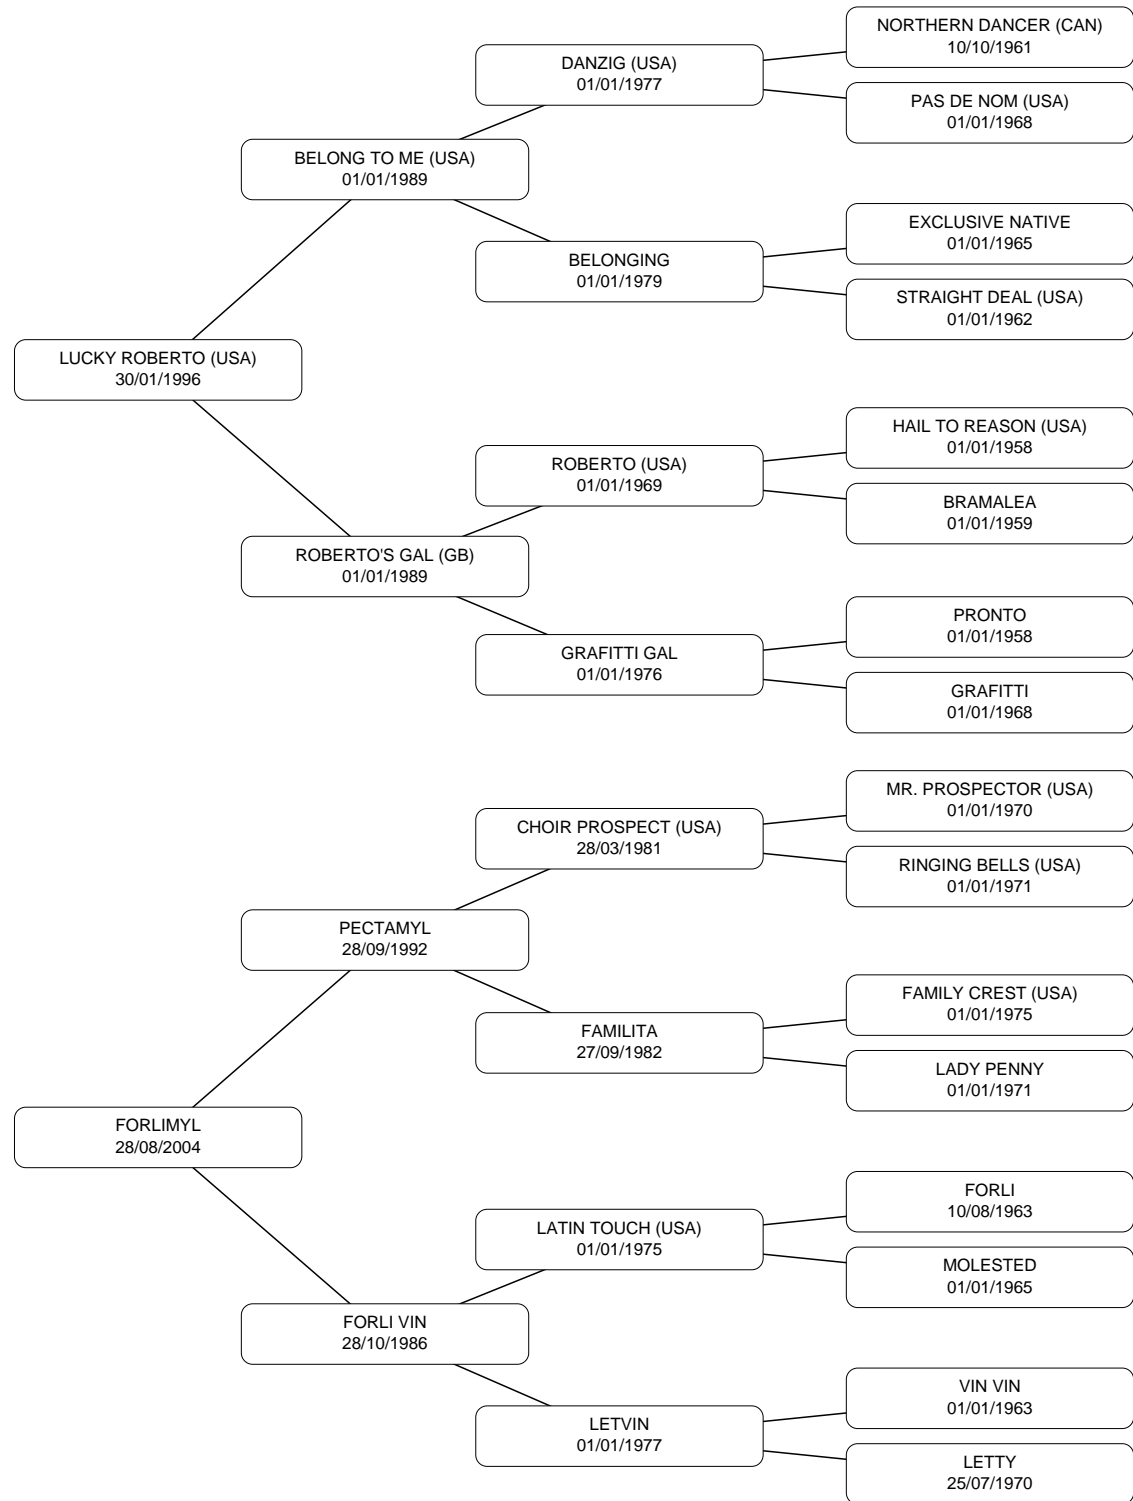 NORTHERN DANCER (CAN)
10/10/1961
DANZIG (USA)
01/01/1977
PAS DE NOM (USA)
01/01/1968
BELONG TO ME (USA)
01/01/1989
EXCLUSIVE NATIVE
01/01/1965
BELONGING
01/01/1979
STRAIGHT DEAL (USA)
01/01/1962
LUCKY ROBERTO (USA)
30/01/1996
HAIL TO REASON (USA)
01/01/1958
ROBERTO (USA)
01/01/1969
BRAMALEA
01/01/1959
ROBERTO'S GAL (GB)
01/01/1989
PRONTO
01/01/1958
GRAFITTI GAL
01/01/1976
GRAFITTI
01/01/1968
MR. PROSPECTOR (USA)
01/01/1970
CHOIR PROSPECT (USA)
28/03/1981
RINGING BELLS (USA)
01/01/1971
PECTAMYL
28/09/1992
FAMILY CREST (USA)
01/01/1975
FAMILITA
27/09/1982
LADY PENNY
01/01/1971
FORLIMYL
28/08/2004
FORLI
10/08/1963
LATIN TOUCH (USA)
01/01/1975
MOLESTED
01/01/1965
FORLI VIN
28/10/1986
VIN VIN
01/01/1963
LETVIN
01/01/1977
LETTY
25/07/1970